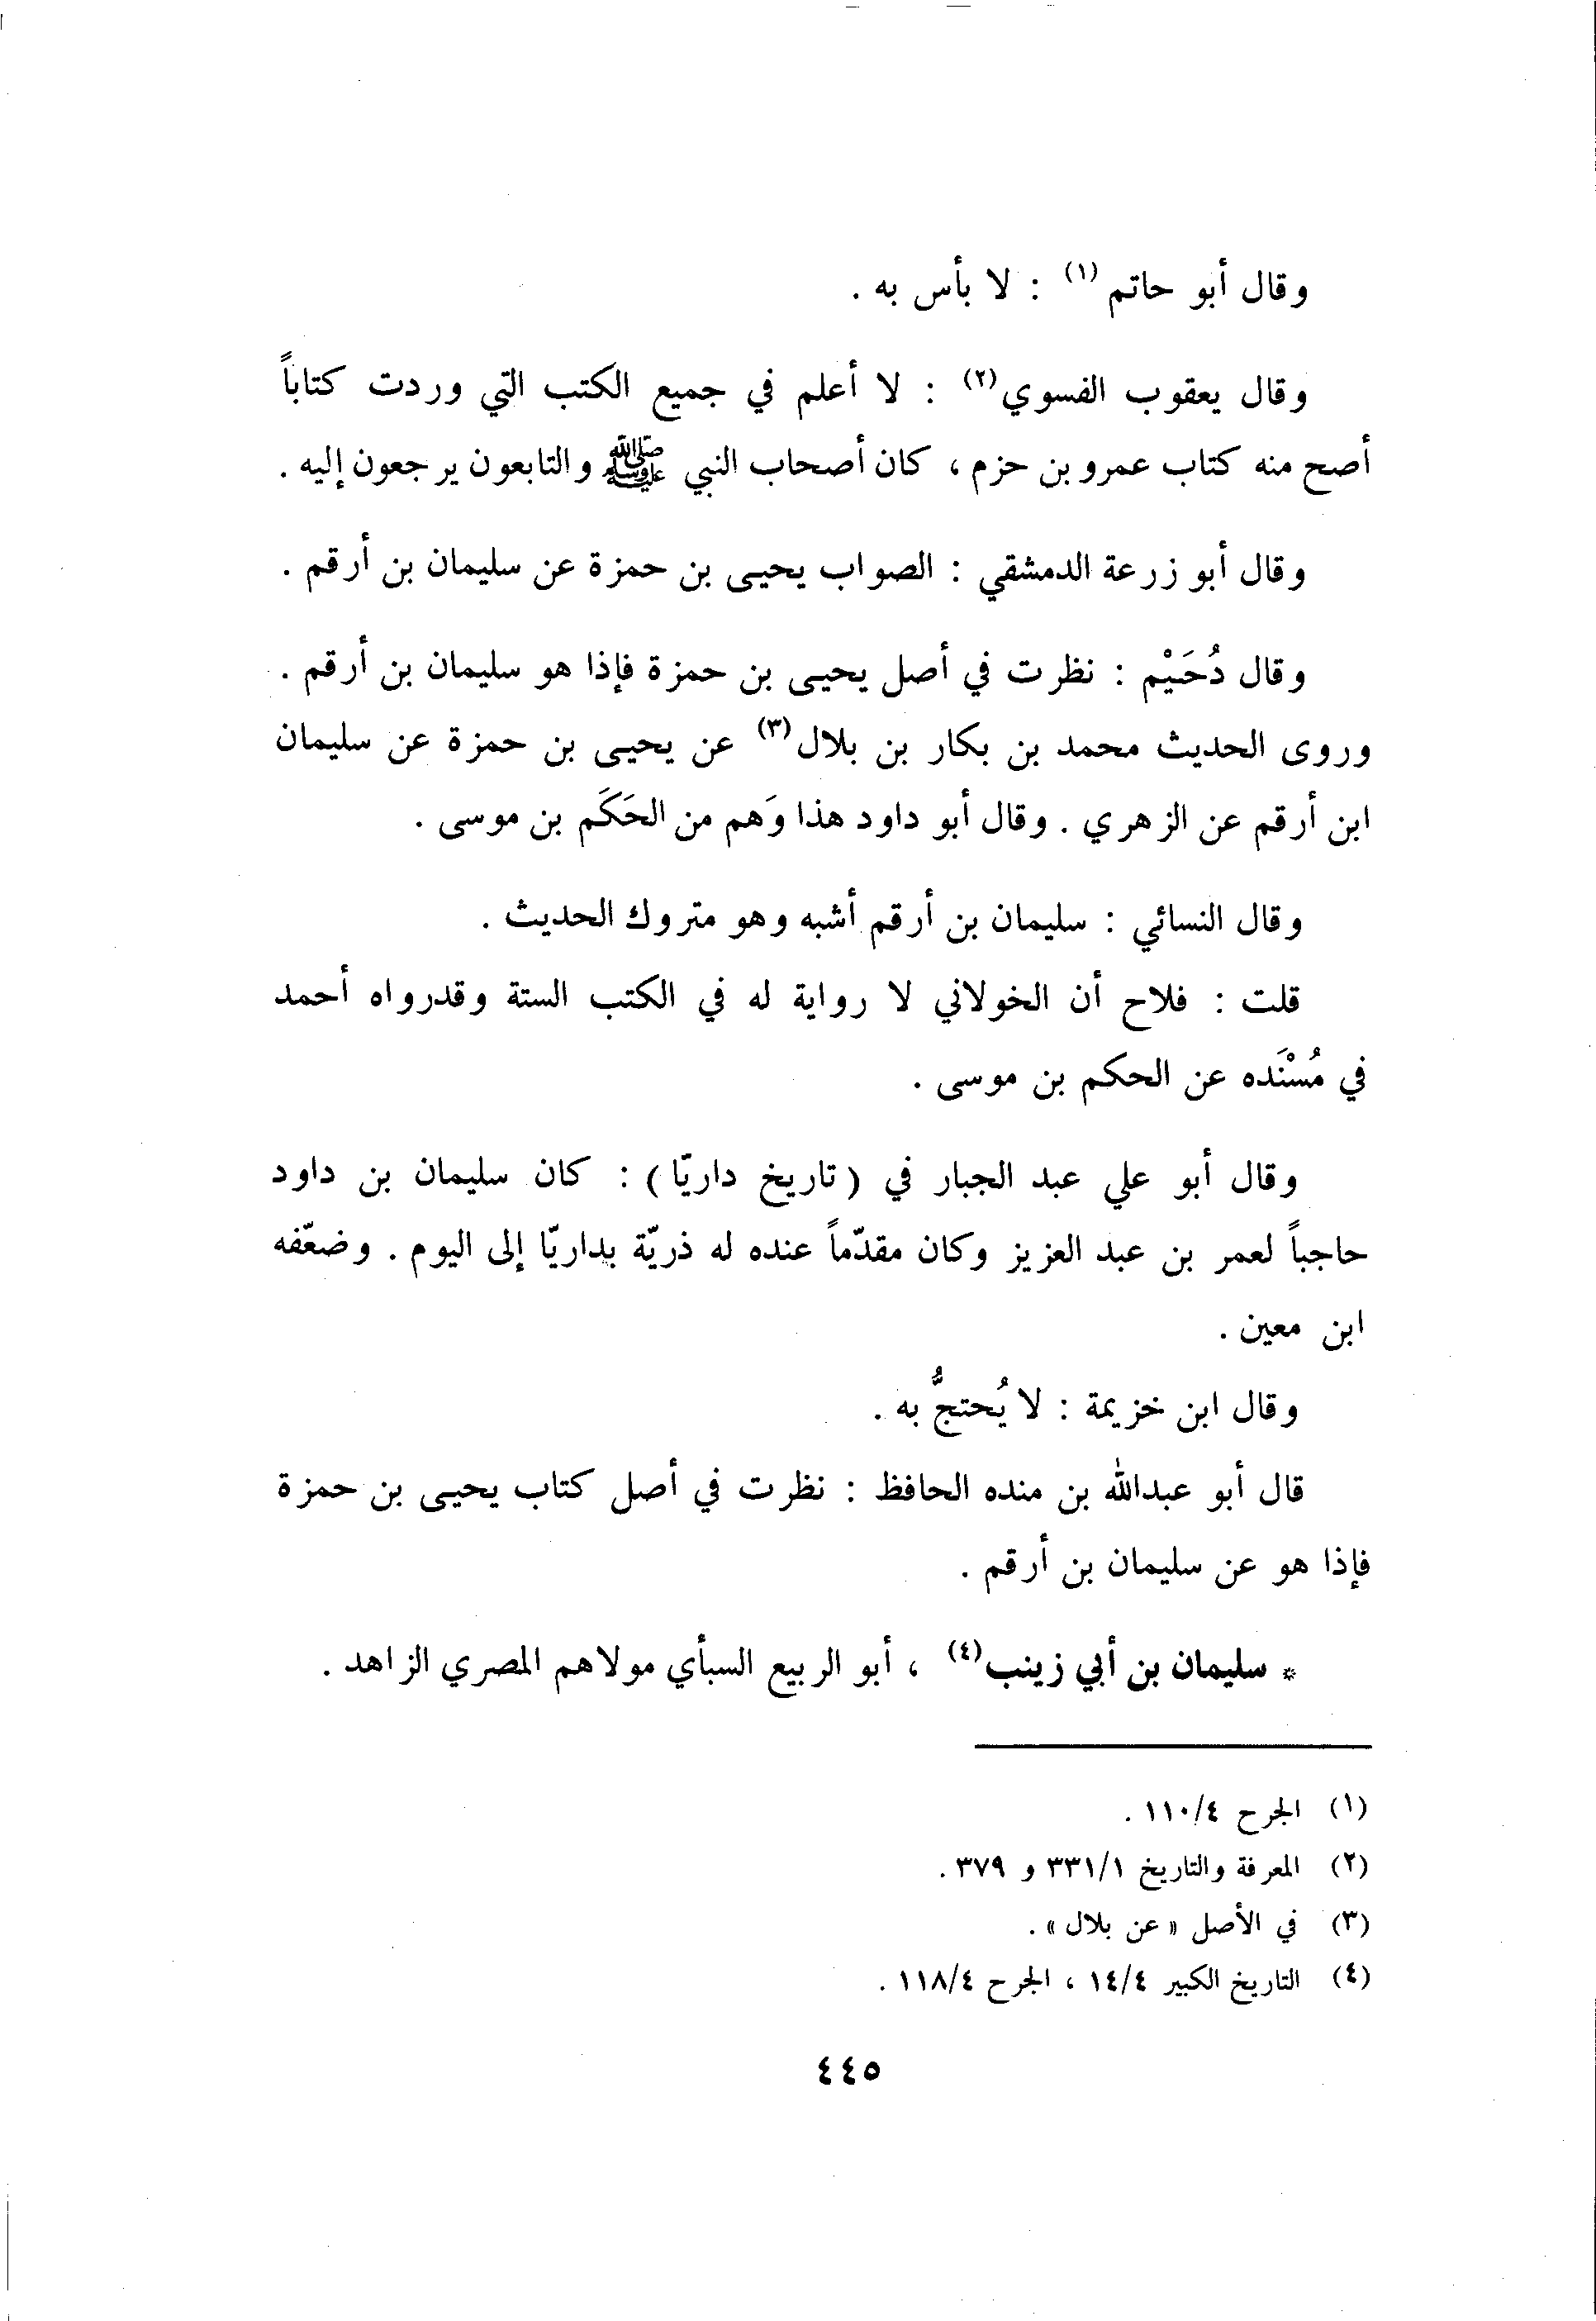 وقال أبو حاتم (١) : لا بأس به .
وقال يعقوب الفسوي(٢) : لا أعلم في جميع الكتب التي وردت كتاباً
أصح منه كتاب عمرو بن حزم ، كان أصحاب النبي ﷺ والتابعون يرجعون إليه .
وقال أبو زرعة الدمشقي : الصواب يحيى بن حمزة عن سليمان بن أرقم .
وقال دُحَيْم : نظرت في أصل يحيى بن حمزة فإذا هو سليمان بن أرقم .
وروى الحديث محمد بن بكار بن بلال(٣) عن يحيى بن حمزة عن سليمان
ابن أرقم عن الزهري . وقال أبو داود هذا وَهم من الحَكَم بن موسى .
وقال النسائي : سليمان بن أرقم أشبه وهو متروك الحديث .
قلت : فلاح أن الخولاني لا رواية له في الكتب الستة وقدرواه أحمد
في مُسْنَده عن الحكم بن موسى .
وقال أبو علي عبد الجبار في ( تاريخ داريّا ) : كان سليمان بن داود
حاجباً لعمر بن عبد العزيز وكان مقدّماً عنده له ذريّة بداريّا إلى اليوم . وضعّفه
ابن معين .
وقال ابن خزيمة : لا يُحتجُّ به .
قال أبو عبدالله بن منده الحافظ : نظرت في أصل كتاب يحيى بن حمزة
فإذا هو عن سليمان بن أرقم .
* سليمان بن أبي زينب(٤) ، أبو الربيع السبأي مولاهم المصري الزاهد .
(١) الجرح ١١٠/٤ .
(٢) المعرفة والتاريخ ٣٣١/١ و ٣٧٩ .
(٣) في الأصل « عن بلال » .
(٤) التاريخ الكبير ١٤/٤ ، الجرح ١١٨/٤ .
٤٤٥